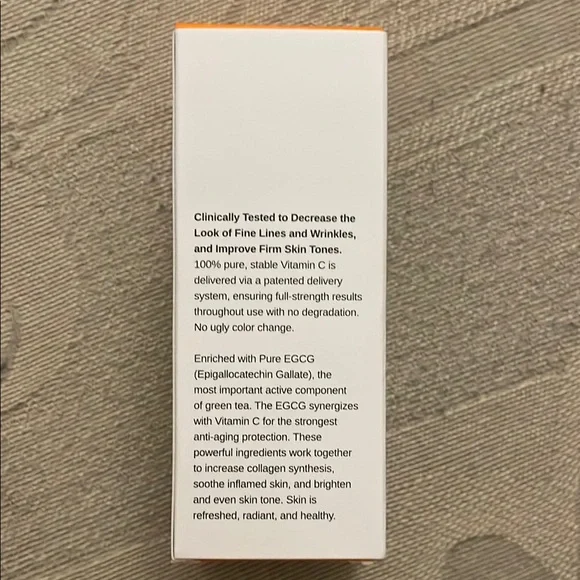 Clinically Tested to Decrease the
Look of Fine Lines and Wrinkles,
and Improve Firm Skin Tones.
100% pure, stable Vitamin C is
delivered via a patented delivery
system, ensuring full-strength results
throughout use with no degradation.
No ugly color change.
Enriched with Pure EGCG
(Epigallocatechin Gallate), the
most important active component
of green tea. The EGCG synergizes
with Vitamin C for the strongest
anti-aging protection. These
powerful ingredients work together
to increase collagen synthesis,
soothe inflamed skin, and brighten
and even skin tone. Skin is
refreshed, radiant, and healthy.